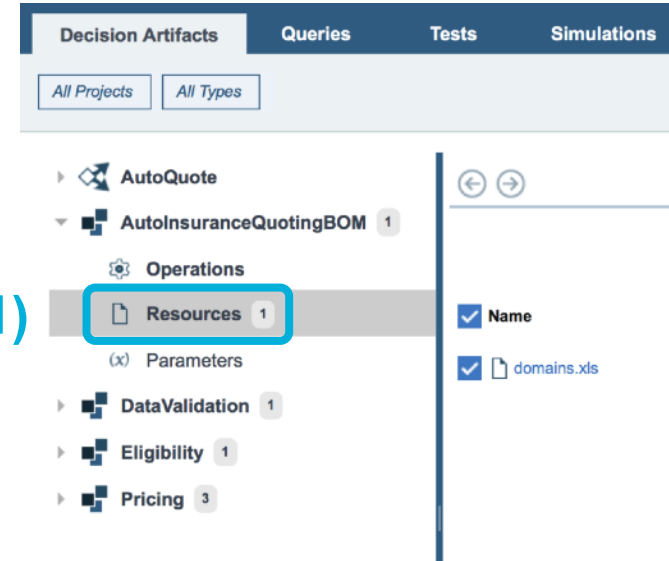 Decision Artifacts Queries Tests Simulations
All Projects All Types
AutoQuote
AutoInsuranceQuotingBOM 1
Operations
Resources 1
(x) Parameters
DataValidation 1
Eligibility 1
Pricing 3
Name
domains.xls